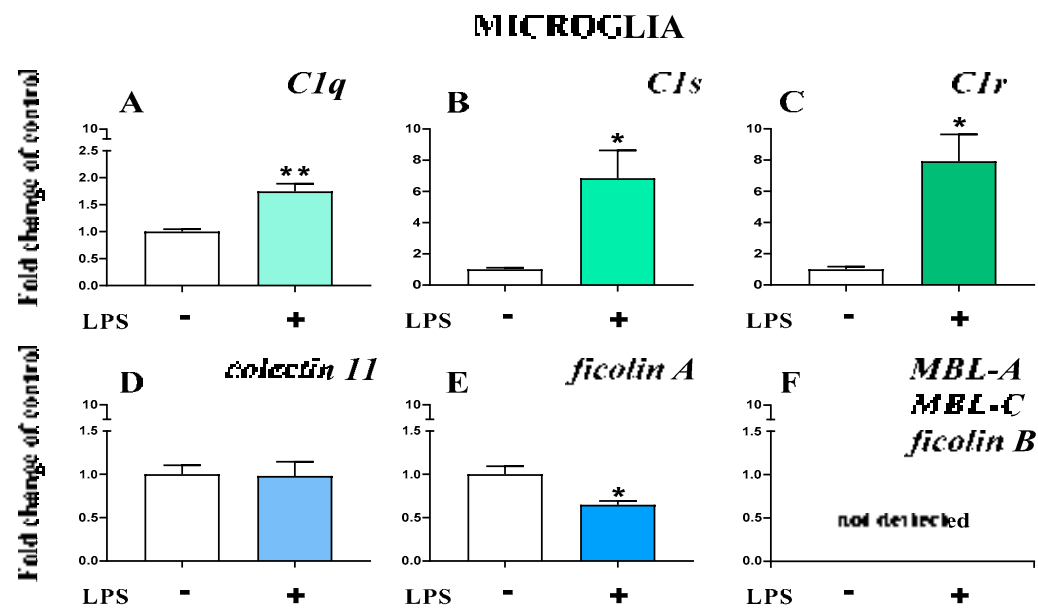 MICROGLIA
Fold change of control
A
C1q
10
2.5
2.0
1.5
1.0
0.5
0.0
**
LPS - +
B
C1s
10
8
6
4
2
0
*
LPS - +
C
C1r
10
8
6
4
2
0
*
LPS - +
Fold change of control
D
colectin 11
10
1.5
1.0
0.5
0.0
LPS - +
E
ficolin A
10
1.5
1.0
0.5
0.0
*
LPS - +
F
MBL-A
MBL-C
ficolin B
10
1.5
1.0
0.5
0.0
not detected
LPS - +